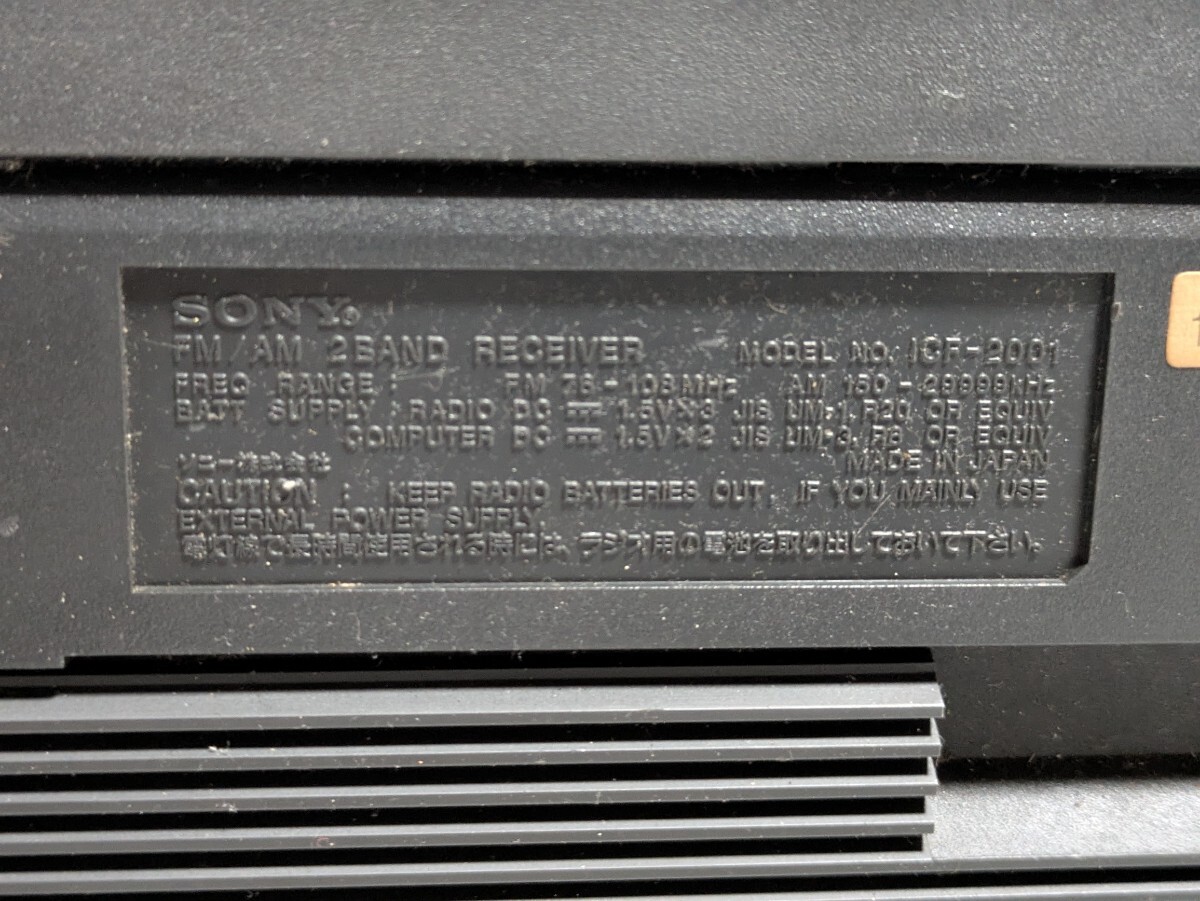 SONY®
FM/AM 2BAND RECEIVER MODEL NO. ICF-2001
FREQ RANGE: FM 76-108MHz AM 150-29999kHz
BATT SUPPLY: RADIO DC 1.5V×3 JIS UM-1, R20 OR EQUIV
COMPUTER DC 1.5V×2 JIS UM-3, R6 OR EQUIV
ソニー株式会社 MADE IN JAPAN
CAUTION: KEEP RADIO BATTERIES OUT, IF YOU MAINLY USE
EXTERNAL POWER SUPPLY.
電灯線で長時間使用される時には、ラジオ用の電池を取り出しておいて下さい。